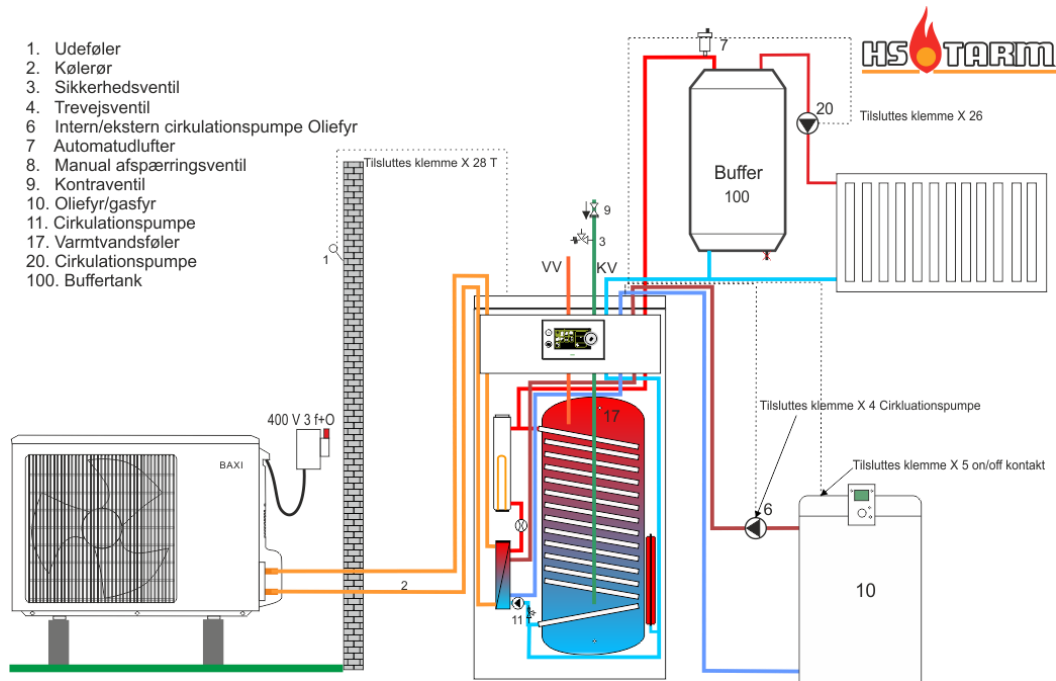 1. Udeføler
2. Kølerør
3. Sikkerhedsventil
4. Trevejsventil
6 Intern/ekstern cirkulationspumpe Oliefyr
7 Automatudlufter
8. Manual afspærringsventil
9. Kontraventil
10. Oliefyr/gasfyr
11. Cirkulationspumpe
17. Varmtvandsføler
20. Cirkulationspumpe
100. Buffertank
HS TARM
7
20
Tilsluttes klemme X 26
Tilsluttes klemme X 28 T
Buffer
100
9
3
1
VV
KV
17
Tilsluttes klemme X 4 Cirkluationspumpe
400 V 3 f+O
BAXI
Tilsluttes klemme X 5 on/off kontakt
6
2
10
11